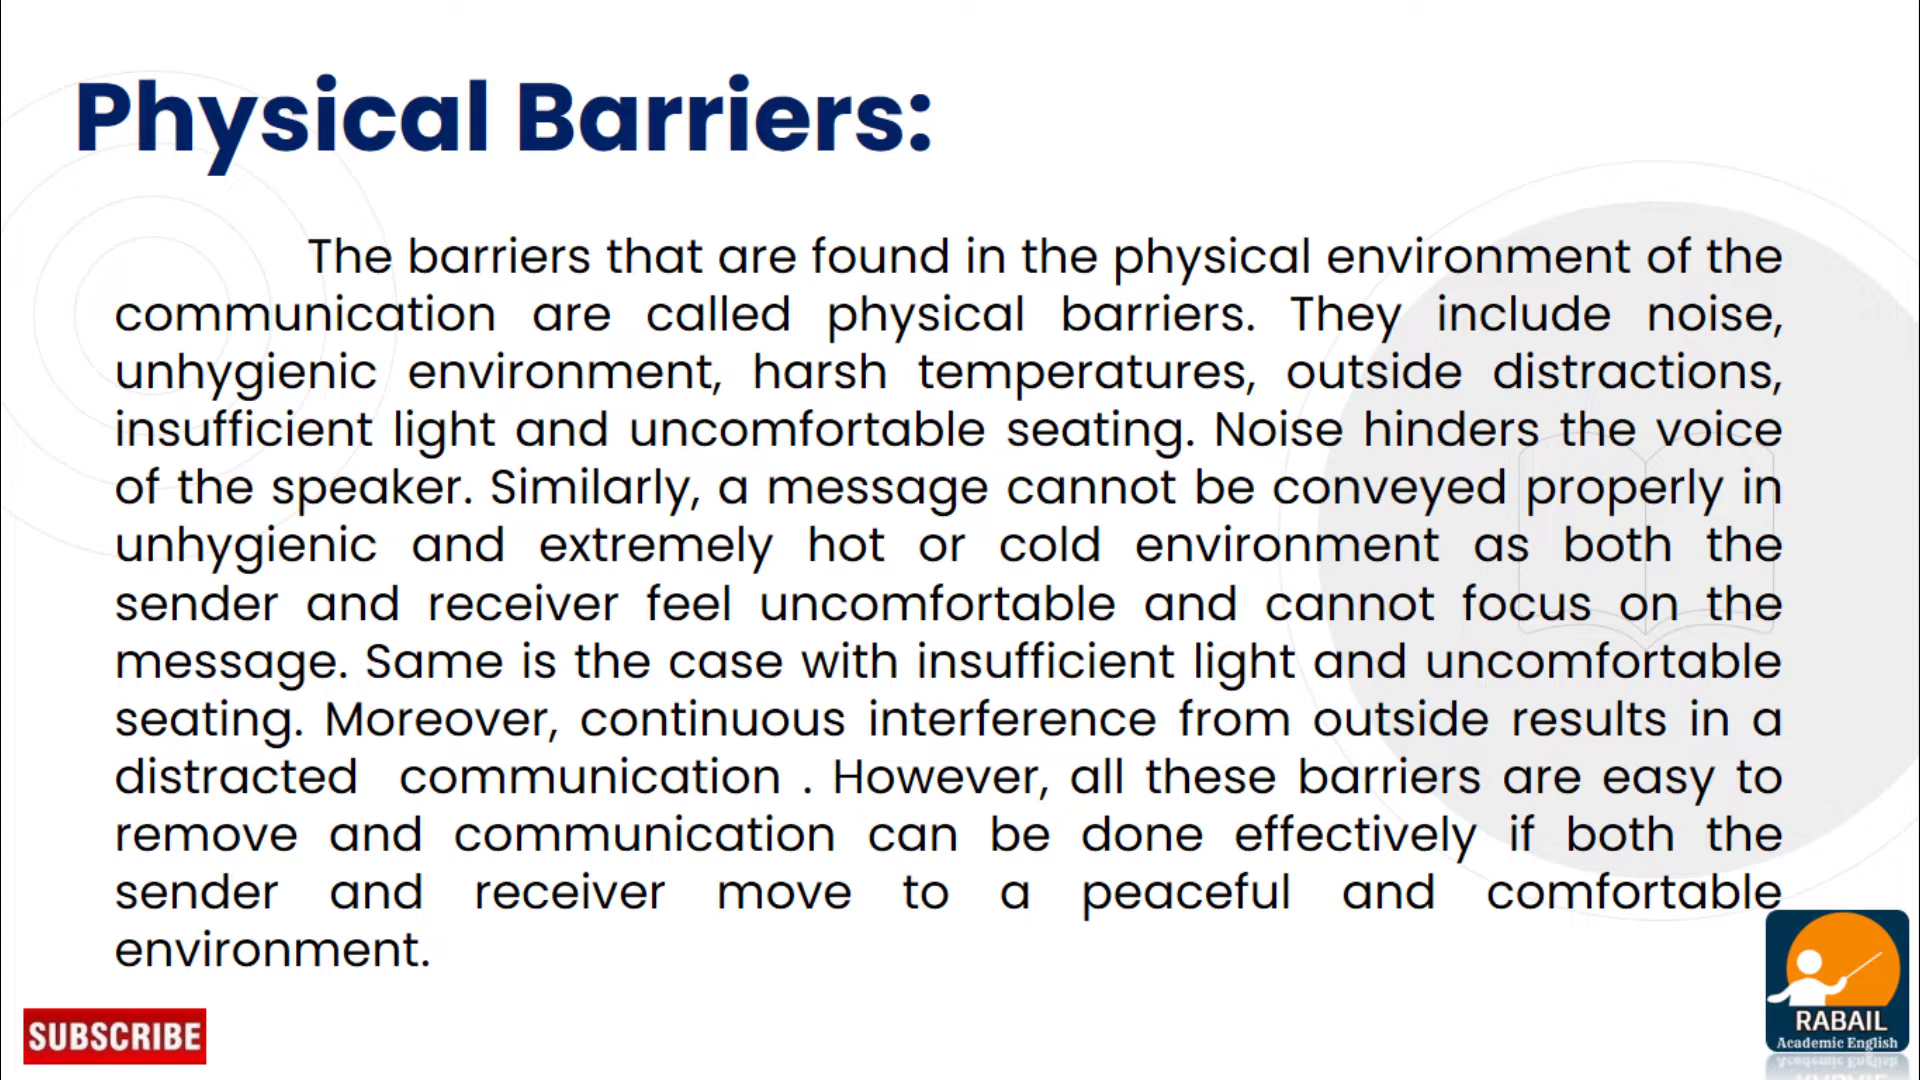 Physical Barriers:
The barriers that are found in the physical environment of the
communication are called physical barriers. They include noise,
unhygienic environment, harsh temperatures, outside distractions,
insufficient light and uncomfortable seating. Noise hinders the voice
of the speaker. Similarly, a message cannot be conveyed properly in
unhygienic and extremely hot or cold environment as both the
sender and receiver feel uncomfortable and cannot focus on the
message. Same is the case with insufficient light and uncomfortable
seating. Moreover, continuous interference from outside results in a
distracted communication . However, all these barriers are easy to
remove and communication can be done effectively if both the
sender and receiver move to a peaceful and comfortable
environment.
SUBSCRIBE
RABAIL
Academic English